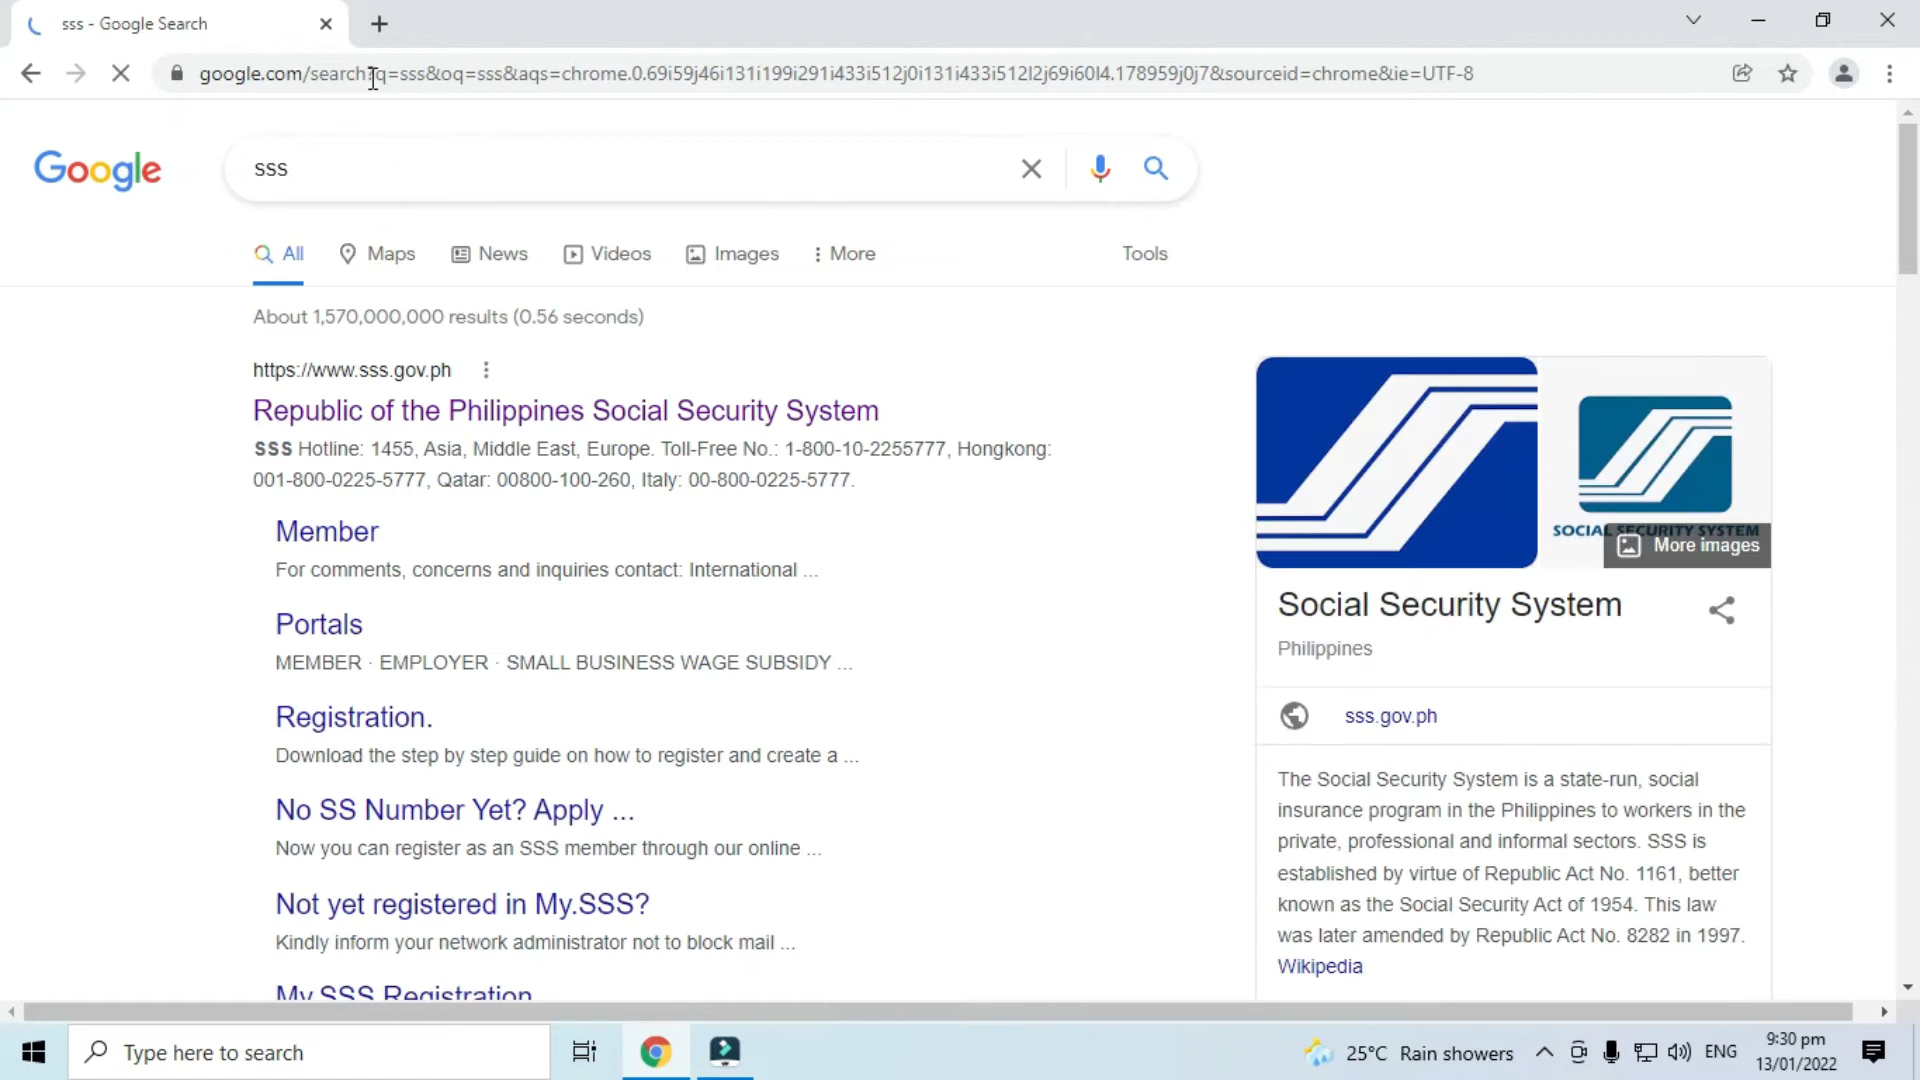 sss - Google Search
google.com/search?q=sss&oq=sss&aqs=chrome.0.69i59j46i131i199i291i433i512j0i131i433i512l2j69i60l4.178959j0j7&sourceid=chrome&ie=UTF-8
Google
sss
All Maps News Videos Images More Tools
About 1,570,000,000 results (0.56 seconds)
https://www.sss.gov.ph
Republic of the Philippines Social Security System
SSS Hotline: 1455, Asia, Middle East, Europe. Toll-Free No.: 1-800-10-2255777, Hongkong:
001-800-0225-5777, Qatar: 00800-100-260, Italy: 00-800-0225-5777.
Member
For comments, concerns and inquiries contact: International ...
Portals
MEMBER · EMPLOYER · SMALL BUSINESS WAGE SUBSIDY ...
Registration.
Download the step by step guide on how to register and create a ...
No SS Number Yet? Apply ...
Now you can register as an SSS member through our online ...
Not yet registered in My.SSS?
Kindly inform your network administrator not to block mail ...
My.SSS Registration
SOCIAL SECURITY SYSTEM
More images
Social Security System
Philippines
sss.gov.ph
The Social Security System is a state-run, social
insurance program in the Philippines to workers in the
private, professional and informal sectors. SSS is
established by virtue of Republic Act No. 1161, better
known as the Social Security Act of 1954. This law
was later amended by Republic Act No. 8282 in 1997.
Wikipedia
Type here to search
25°C Rain showers
ENG
9:30 pm
13/01/2022